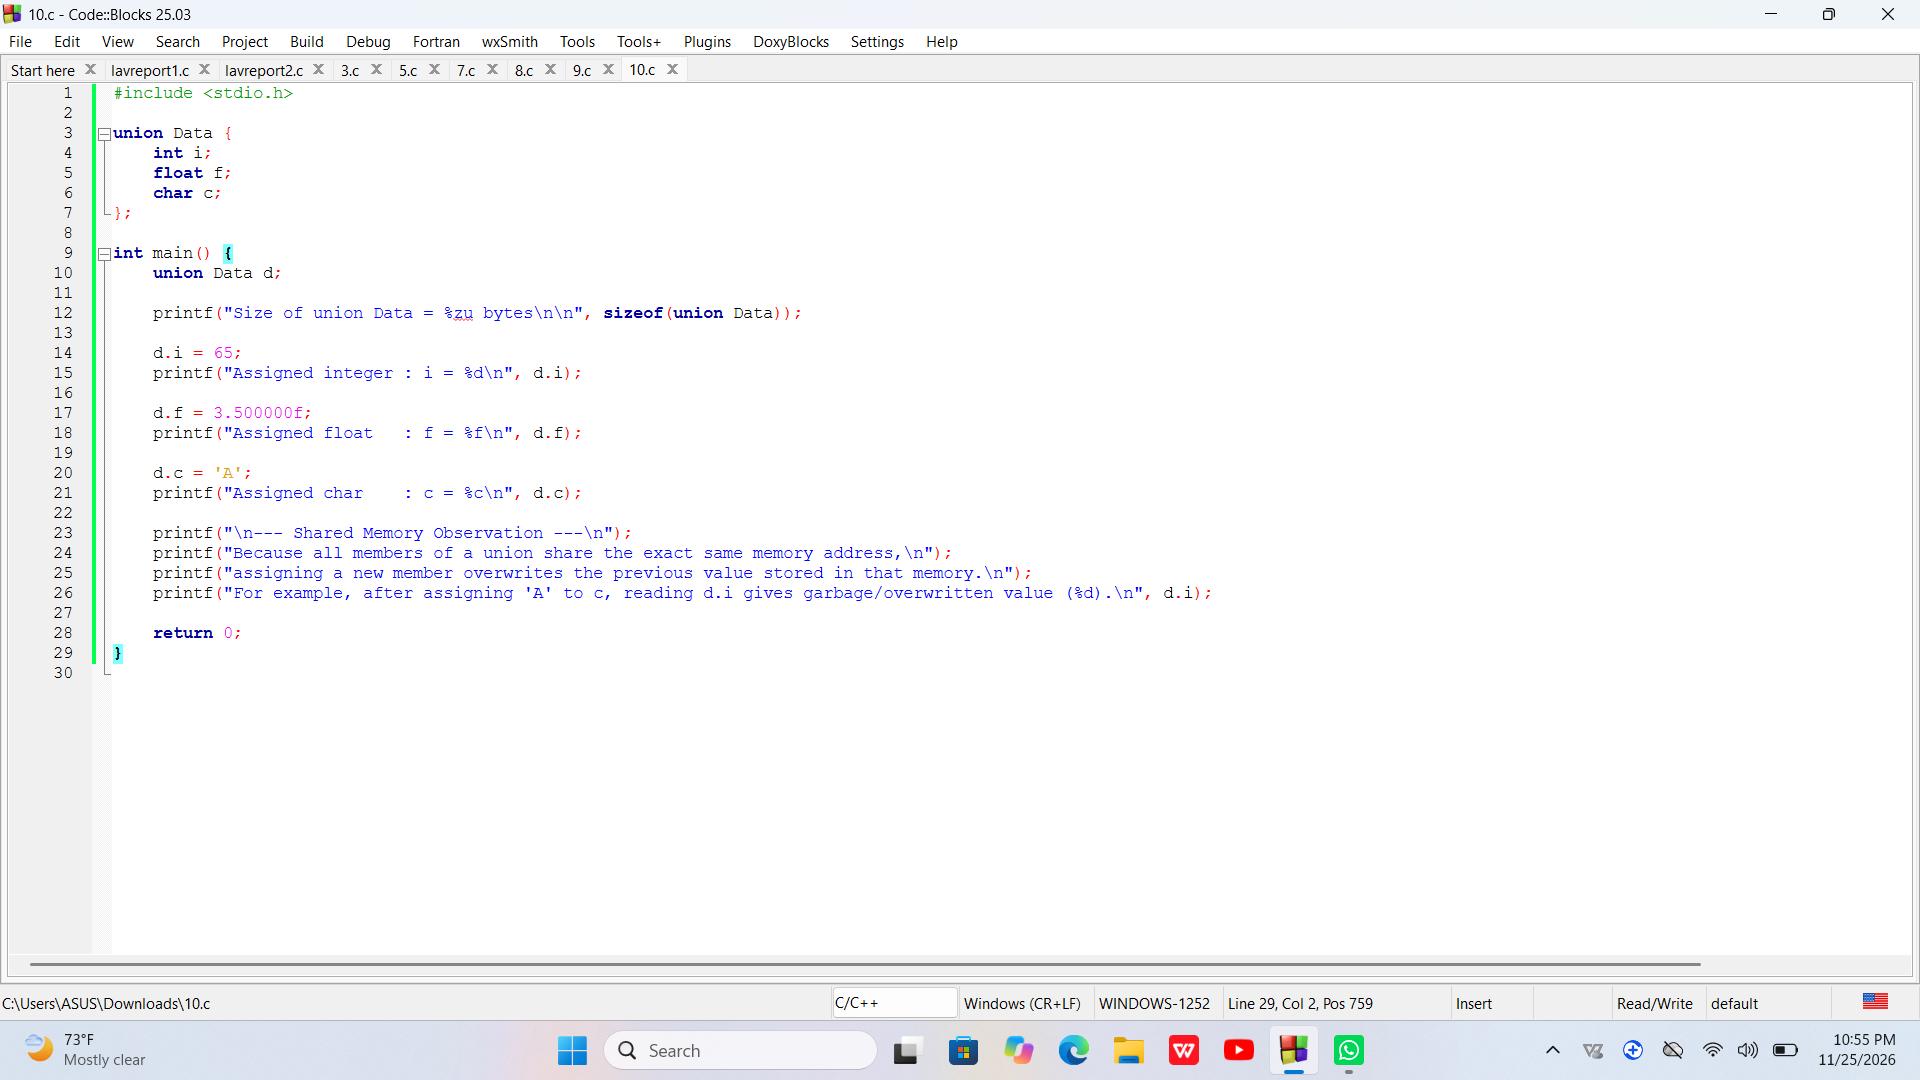 10.c - Code::Blocks 25.03
File Edit View Search Project Build Debug Fortran wxSmith Tools Tools+ Plugins DoxyBlocks Settings Help
Start here lavreport1.c lavreport2.c 3.c 5.c 7.c 8.c 9.c 10.c
1 #include <stdio.h>
2
3 union Data {
4 int i;
5 float f;
6 char c;
7 };
8
9 int main() {
10 union Data d;
11
12 printf("Size of union Data = %zu bytes\n\n", sizeof(union Data));
13
14 d.i = 65;
15 printf("Assigned integer : i = %d\n", d.i);
16
17 d.f = 3.500000f;
18 printf("Assigned float   : f = %f\n", d.f);
19
20 d.c = 'A';
21 printf("Assigned char    : c = %c\n", d.c);
22
23 printf("\n--- Shared Memory Observation ---\n");
24 printf("Because all members of a union share the exact same memory address,\n");
25 printf("assigning a new member overwrites the previous value stored in that memory.\n");
26 printf("For example, after assigning 'A' to c, reading d.i gives garbage/overwritten value (%d).\n", d.i);
27
28 return 0;
29 }
30
C:\Users\ASUS\Downloads\10.c C/C++ Windows (CR+LF) WINDOWS-1252 Line 29, Col 2, Pos 759 Insert Read/Write default
73°F
Mostly clear
Search
10:55 PM
11/25/2026